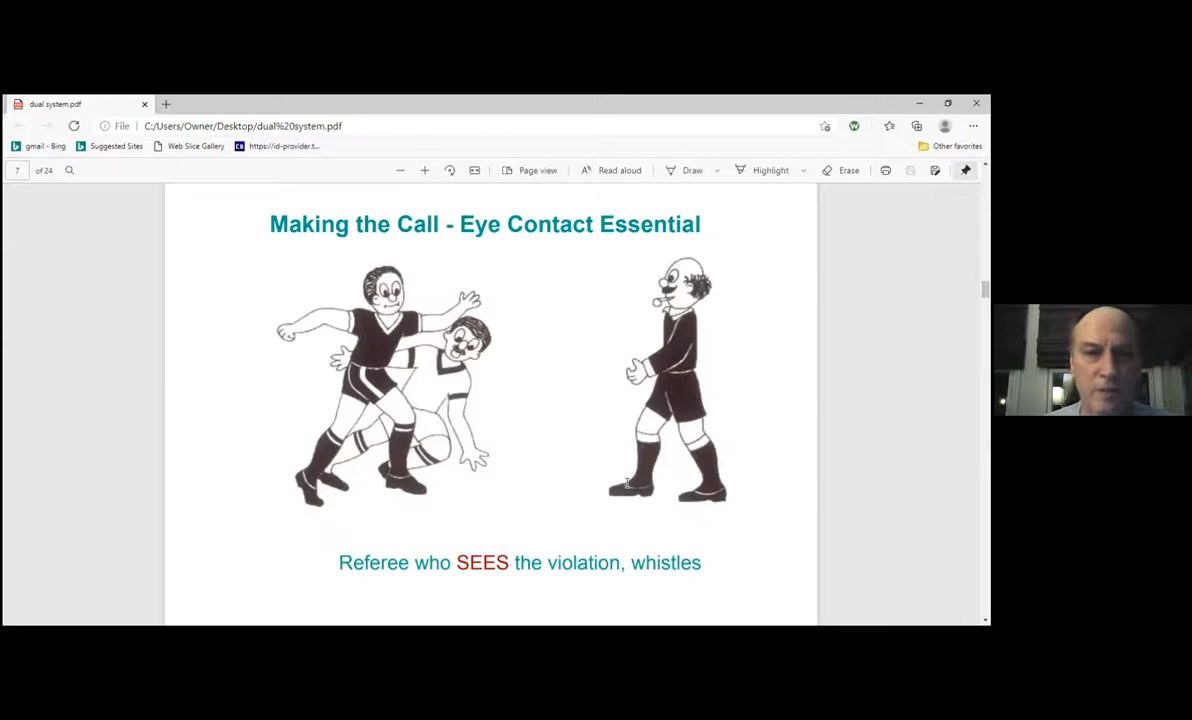 dual system.pdf
File C:/Users/Owner/Desktop/dual%20system.pdf
gmail - Bing Suggested Sites Web Slice Gallery https://id-provider.t... Other favorites
7 of 24 Page view Read aloud Draw Highlight Erase
Making the Call - Eye Contact Essential
Referee who SEES the violation, whistles